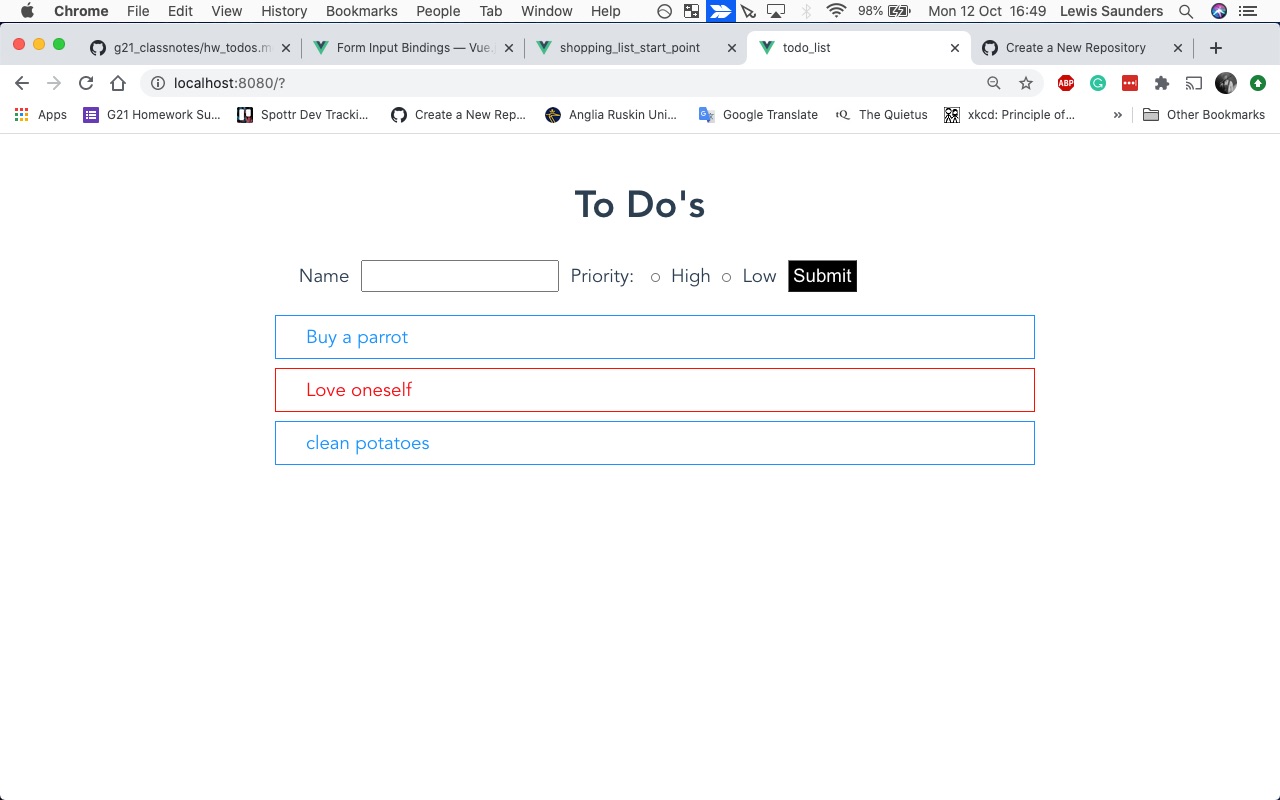 Chrome File Edit View History Bookmarks People Tab Window Help 98% Mon 12 Oct 16:49 Lewis Saunders
g21_classnotes/hw_todos.m Form Input Bindings — Vue. shopping_list_start_point todo_list Create a New Repository
localhost:8080/? ABP
Apps G21 Homework Su... Spottr Dev Tracki... Create a New Rep... Anglia Ruskin Uni... Google Translate The Quietus xkcd: Principle of... » Other Bookmarks
To Do's
Name Priority: High Low Submit
Buy a parrot
Love oneself
clean potatoes